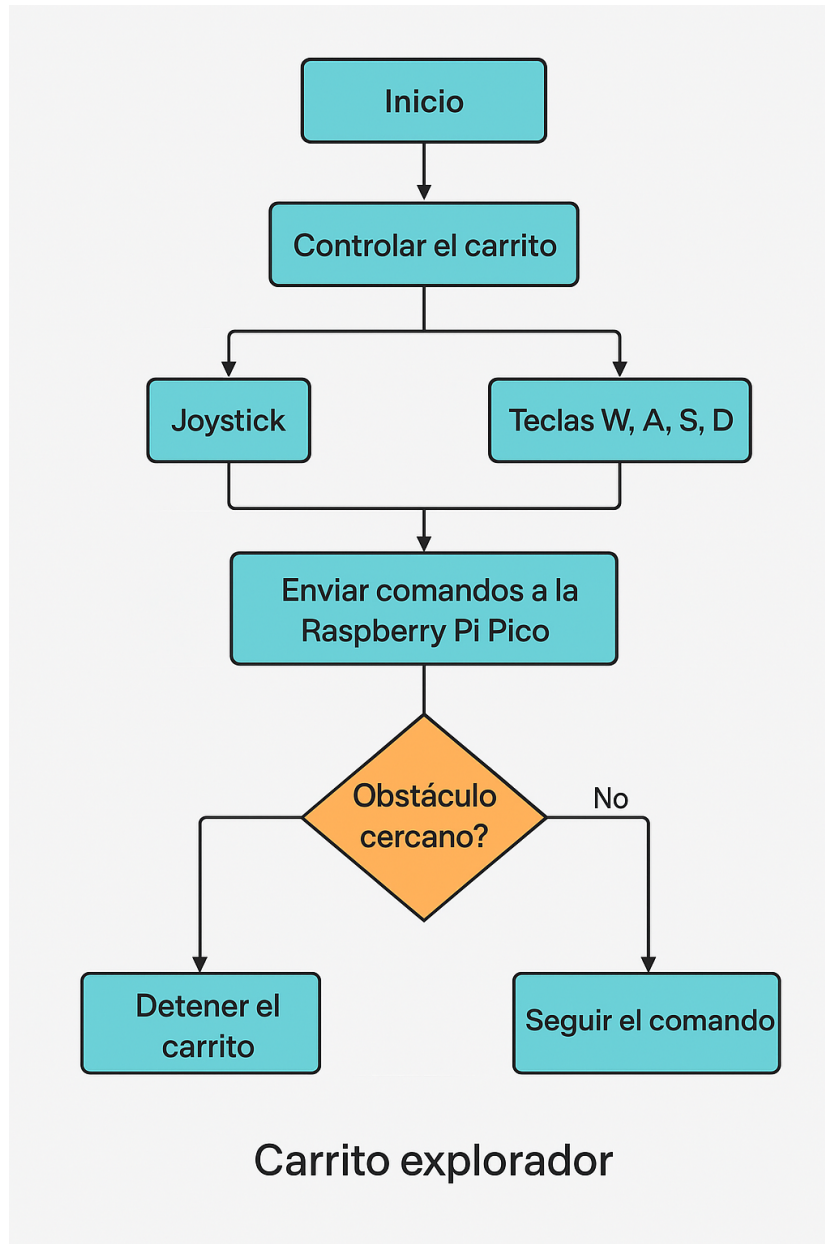 Inicio
Controlar el carrito
Joystick
Teclas W, A, S, D
Enviar comandos a la
Raspberry Pi Pico
Obstáculo
cercano?
No
Detener el
carrito
Seguir el comando
Carrito explorador